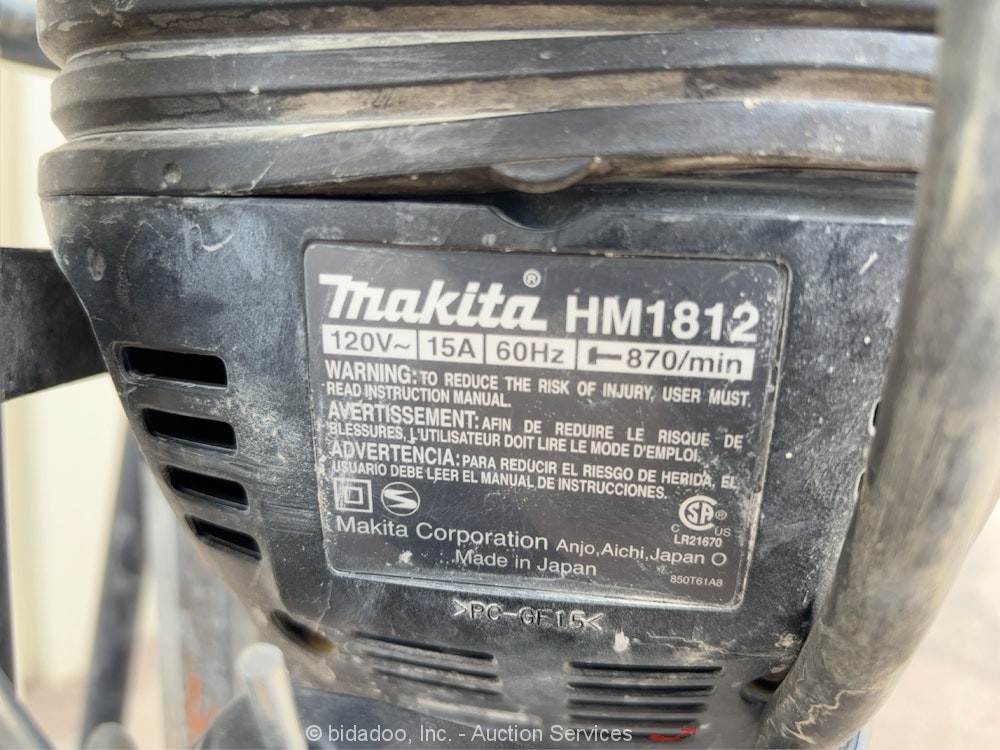 makita® HM1812
120V~ 15A 60Hz 870/min
WARNING: TO REDUCE THE RISK OF INJURY, USER MUST
READ INSTRUCTION MANUAL.
AVERTISSEMENT: AFIN DE REDUIRE LE RISQUE DE
BLESSURES, L'UTILISATEUR DOIT LIRE LE MODE D'EMPLOI.
ADVERTENCIA: PARA REDUCIR EL RIESGO DE HERIDA, EL
USUARIO DEBE LEER EL MANUAL DE INSTRUCCIONES.
C SA ® US
LR21670
Makita Corporation Anjo, Aichi, Japan O
Made in Japan
850T61A8
>PC-GF15<
© bidadoo, Inc. - Auction Services